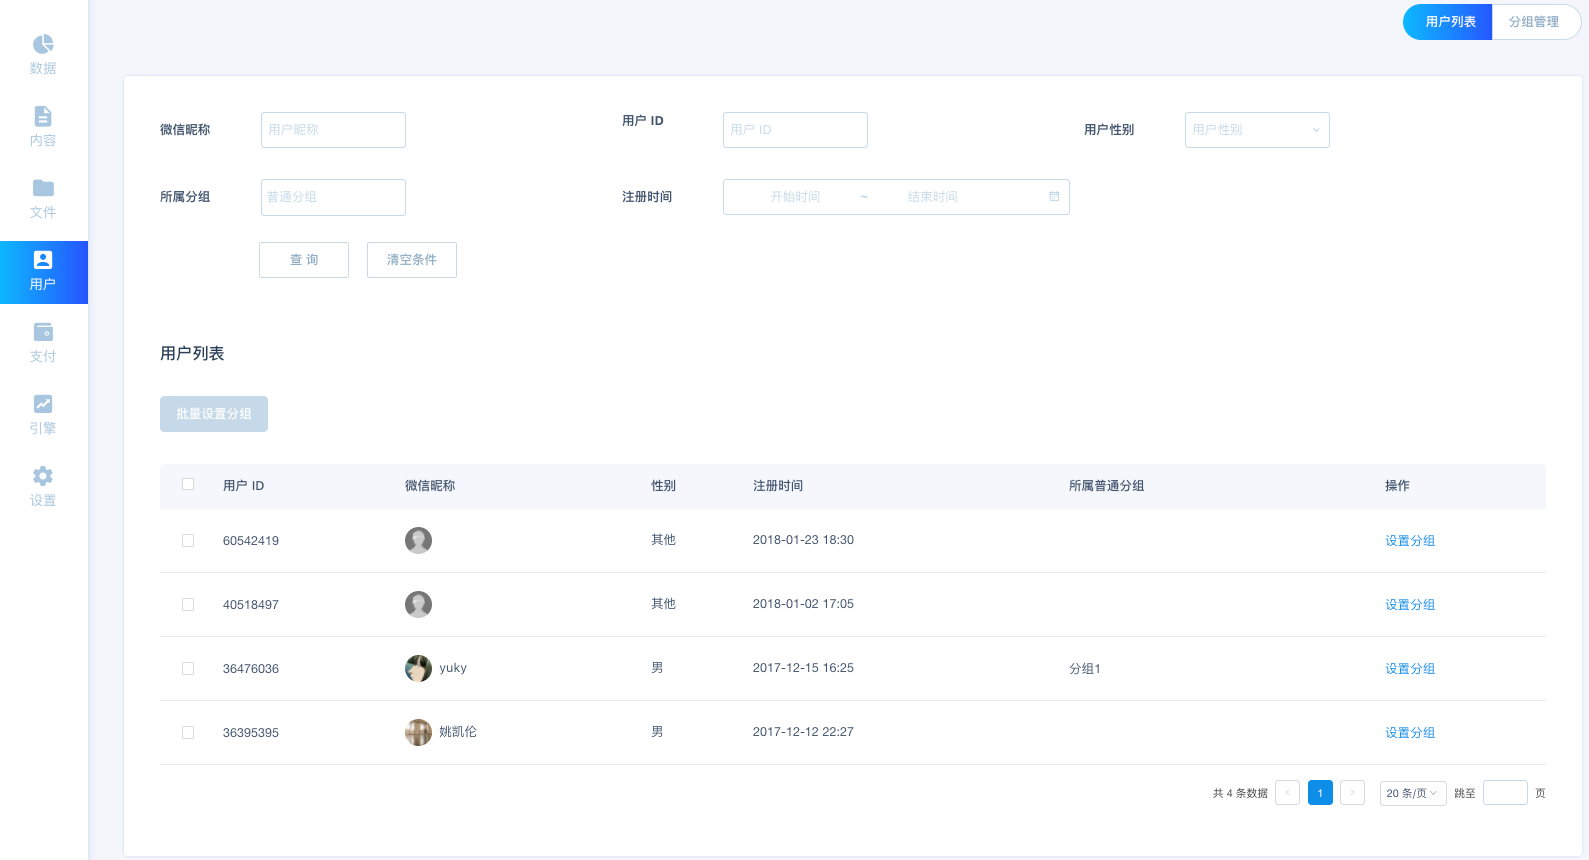 用户列表 分组管理
数据
内容
文件
用户
支付
引擎
设置
微信昵称 用户昵称 用户 ID 用户 ID 用户性别 用户性别
所属分组 普通分组 注册时间 开始时间 ~ 结束时间
查 询 清空条件
用户列表
批量设置分组
用户 ID 微信昵称 性别 注册时间 所属普通分组 操作
60542419 其他 2018-01-23 18:30 设置分组
40518497 其他 2018-01-02 17:05 设置分组
36476036 yuky 男 2017-12-15 16:25 分组1 设置分组
36395395 姚凯伦 男 2017-12-12 22:27 设置分组
共 4 条数据 < 1 > 20 条/页 跳至 页